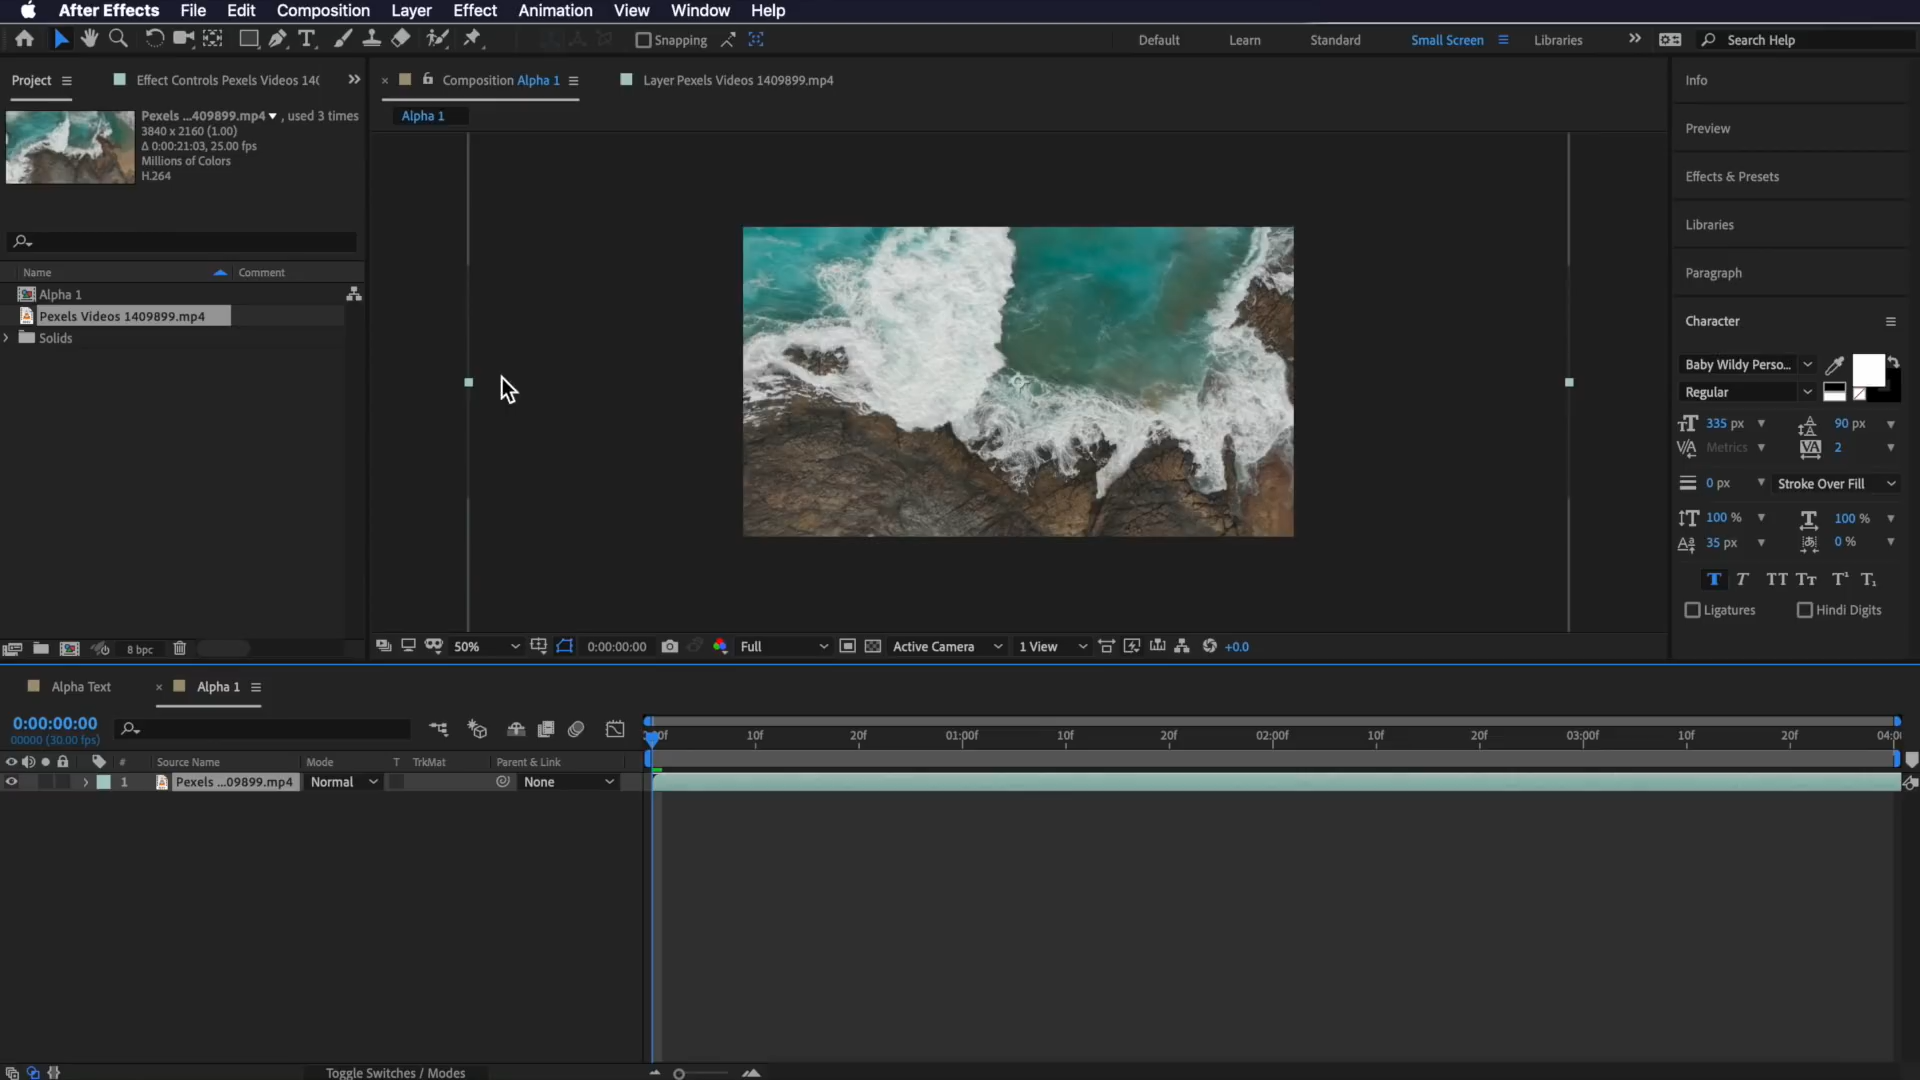 After Effects File Edit Composition Layer Effect Animation View Window Help
Snapping Default Learn Standard Small Screen Libraries Search Help
Project Effect Controls Pexels Videos 14( Composition Alpha 1 Layer Pexels Videos 1409899.mp4 Info
Pexels ...409899.mp4 , used 3 times
3840 x 2160 (1.00)
Δ 0:00:21:03, 25.00 fps
Millions of Colors
H.264
Alpha 1
Preview
Effects & Presets
Libraries
Paragraph
Character
Name Comment
Alpha 1
Pexels Videos 1409899.mp4
Solids
Baby Wildy Perso...
Regular
335 px 90 px
Metrics 2
0 px Stroke Over Fill
100 % 100 %
35 px 0 %
T T TT Tt T¹ T₁
Ligatures Hindi Digits
8 bpc 50% 0:00:00:00 Full Active Camera 1 View +0.0
Alpha Text Alpha 1
0:00:00:00
00000 (30.00 fps)
:00f 10f 20f 01:00f 10f 20f 02:00f 10f 20f 03:00f 10f 20f 04:0
# Source Name Mode T TrkMat Parent & Link
1 Pexels ...09899.mp4 Normal None
Toggle Switches / Modes